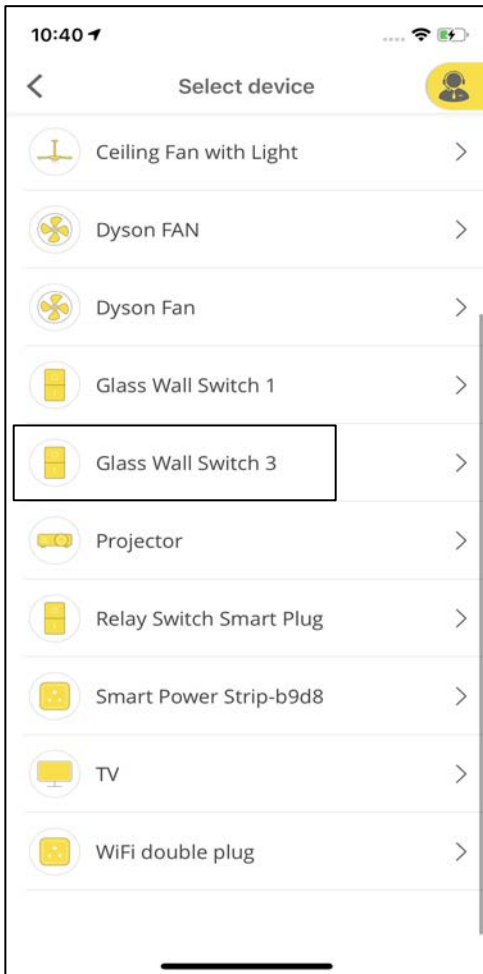 10:40
Select device
Ceiling Fan with Light
Dyson FAN
Dyson Fan
Glass Wall Switch 1
Glass Wall Switch 3
Projector
Relay Switch Smart Plug
Smart Power Strip-b9d8
TV
WiFi double plug